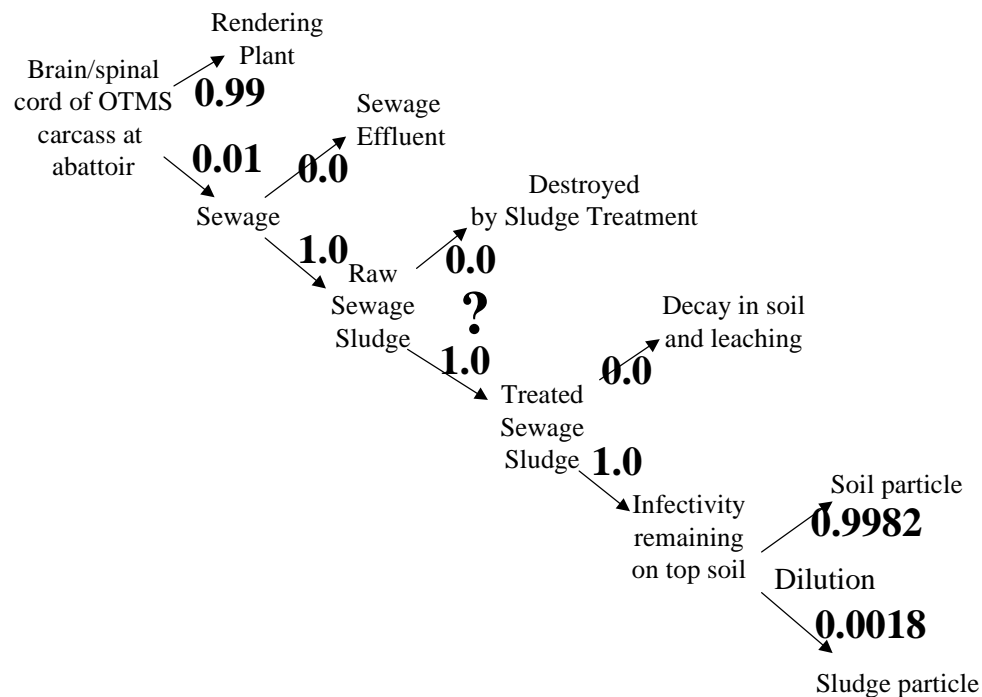 Rendering
Plant
Brain/spinal
cord of OTMS
carcass at
abattoir
0.99
0.01
Sewage
Effluent
0.0
Sewage
1.0
Destroyed
by Sludge Treatment
0.0
Raw
Sewage
Sludge
?
1.0
Decay in soil
and leaching
0.0
Treated
Sewage
Sludge
1.0
Soil particle
0.9982
Infectivity
remaining
on top soil
Dilution
0.0018
Sludge particle